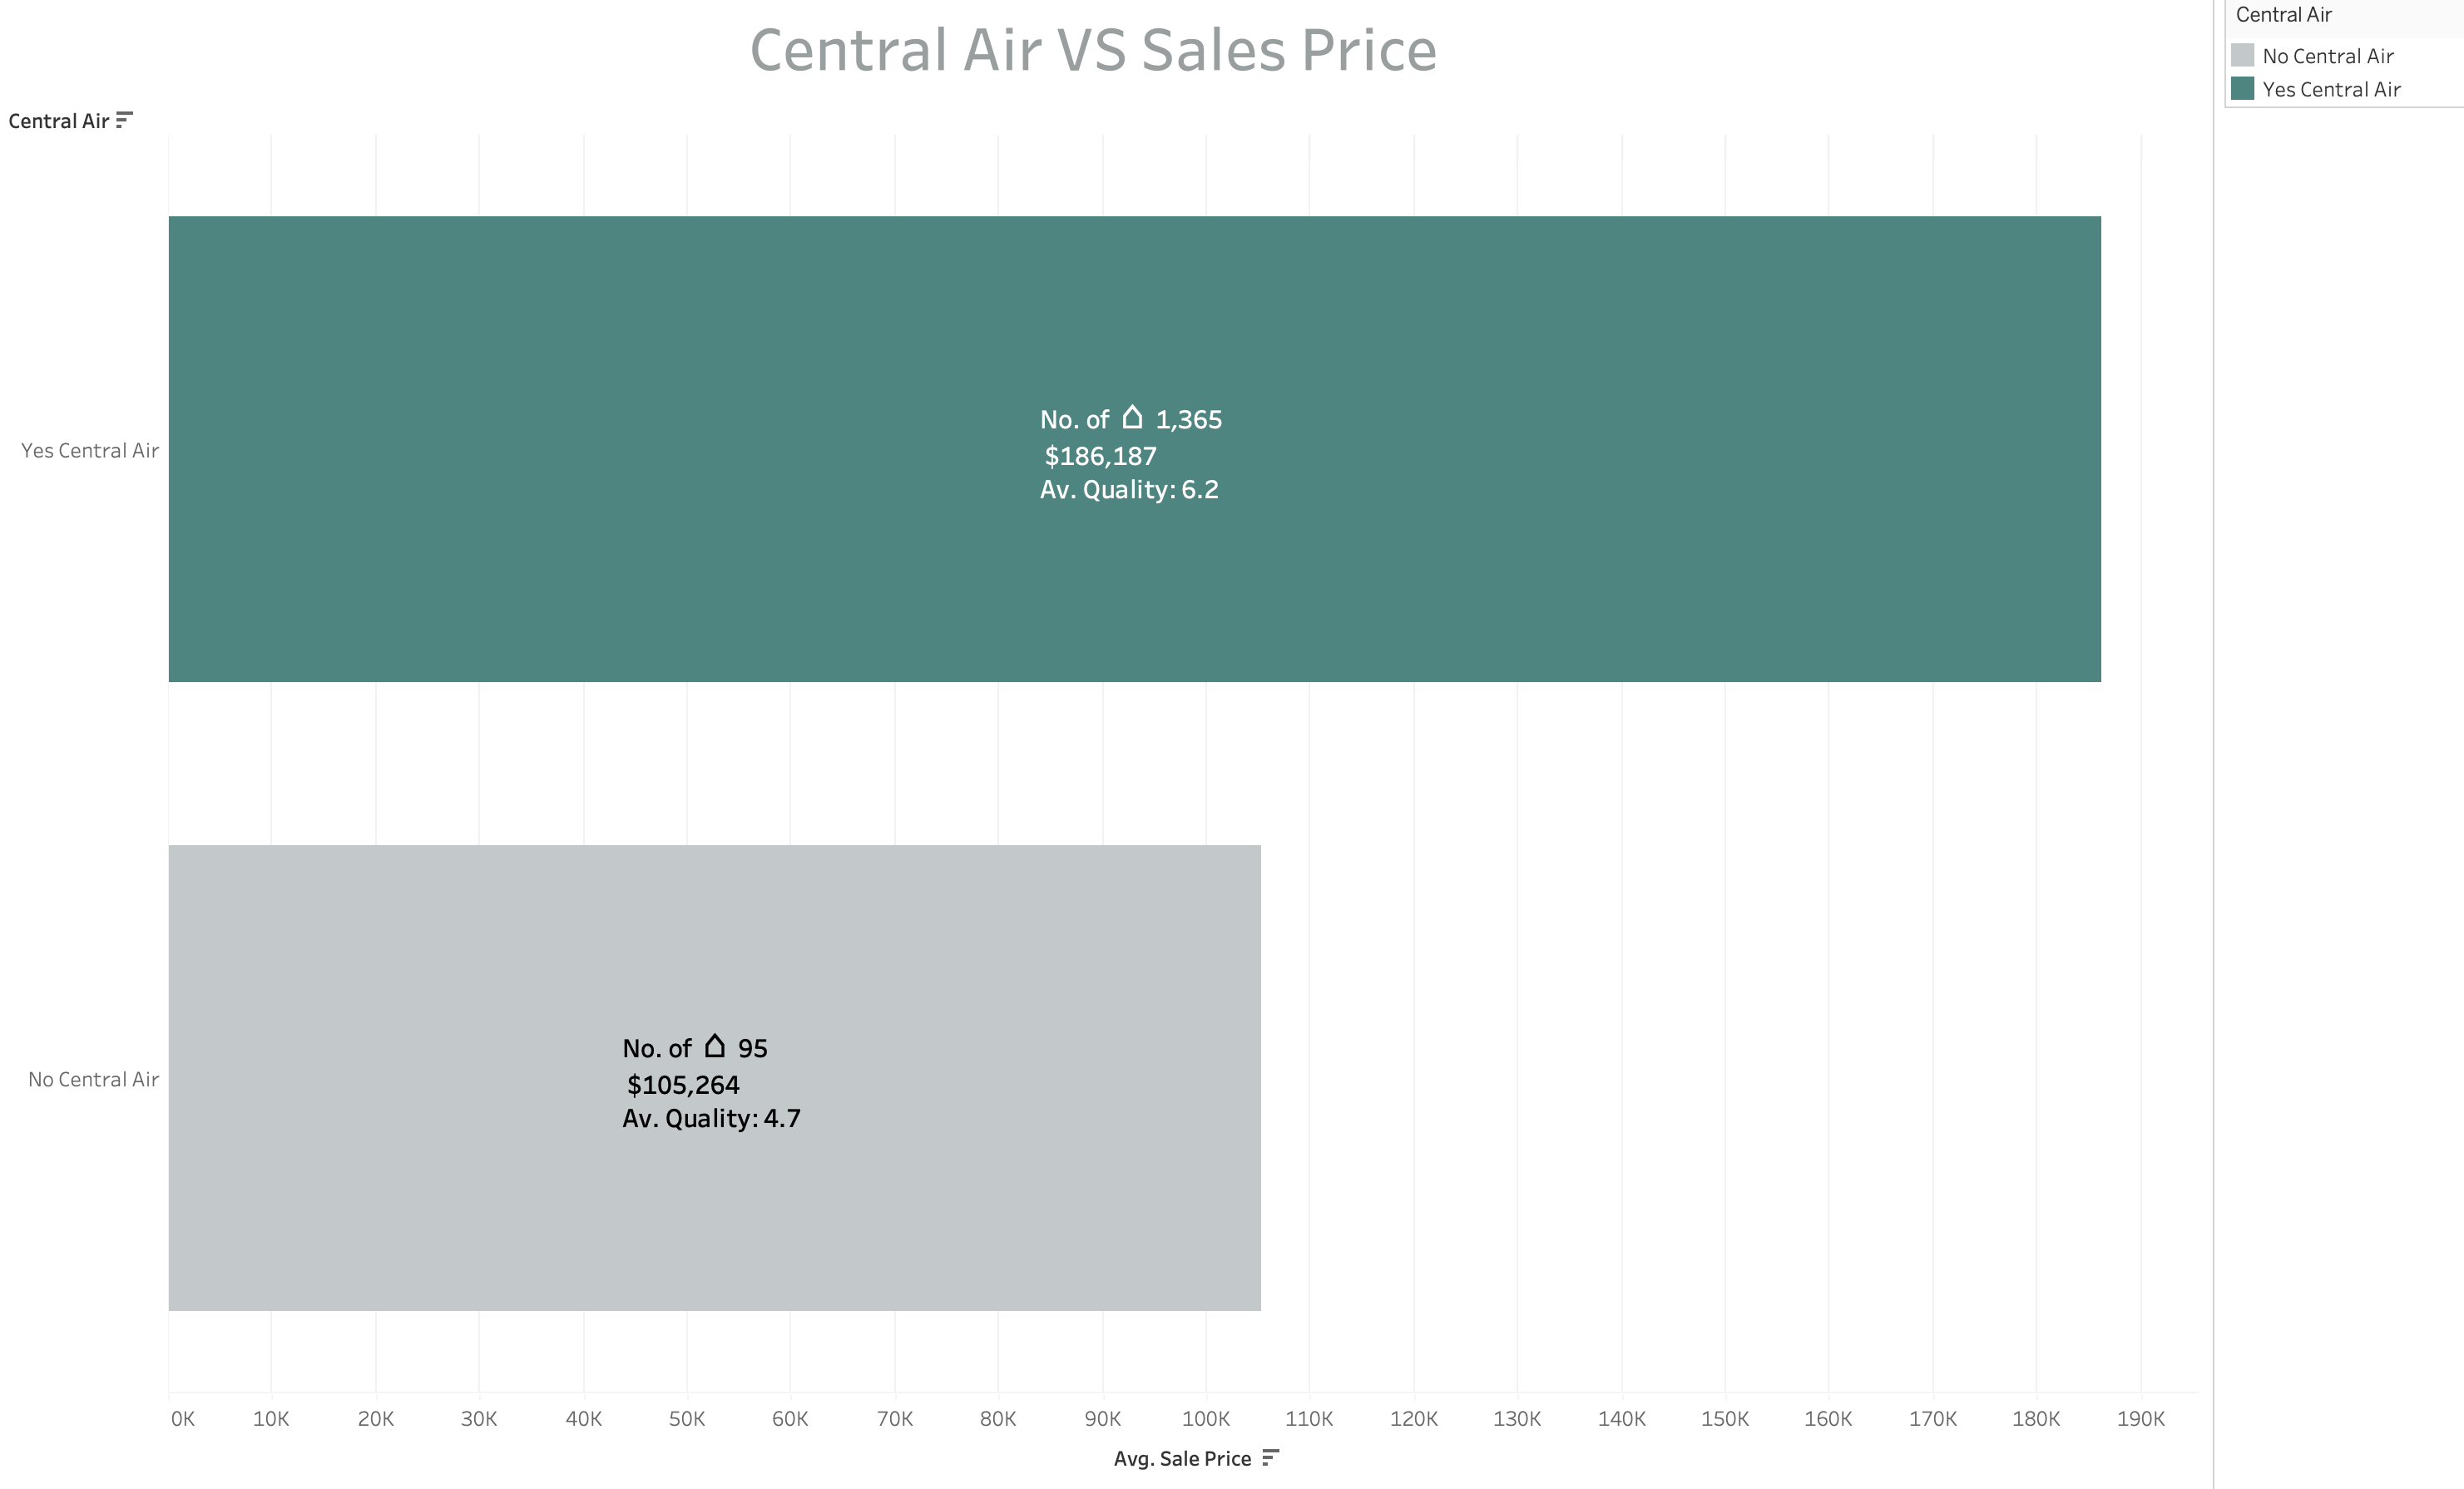 Central Air VS Sales Price
Central Air
No Central Air
Yes Central Air
Central Air
Yes Central Air
No. of 1,365
$186,187
Av. Quality: 6.2
No Central Air
No. of 95
$105,264
Av. Quality: 4.7
0K 10K 20K 30K 40K 50K 60K 70K 80K 90K 100K 110K 120K 130K 140K 150K 160K 170K 180K 190K
Avg. Sale Price